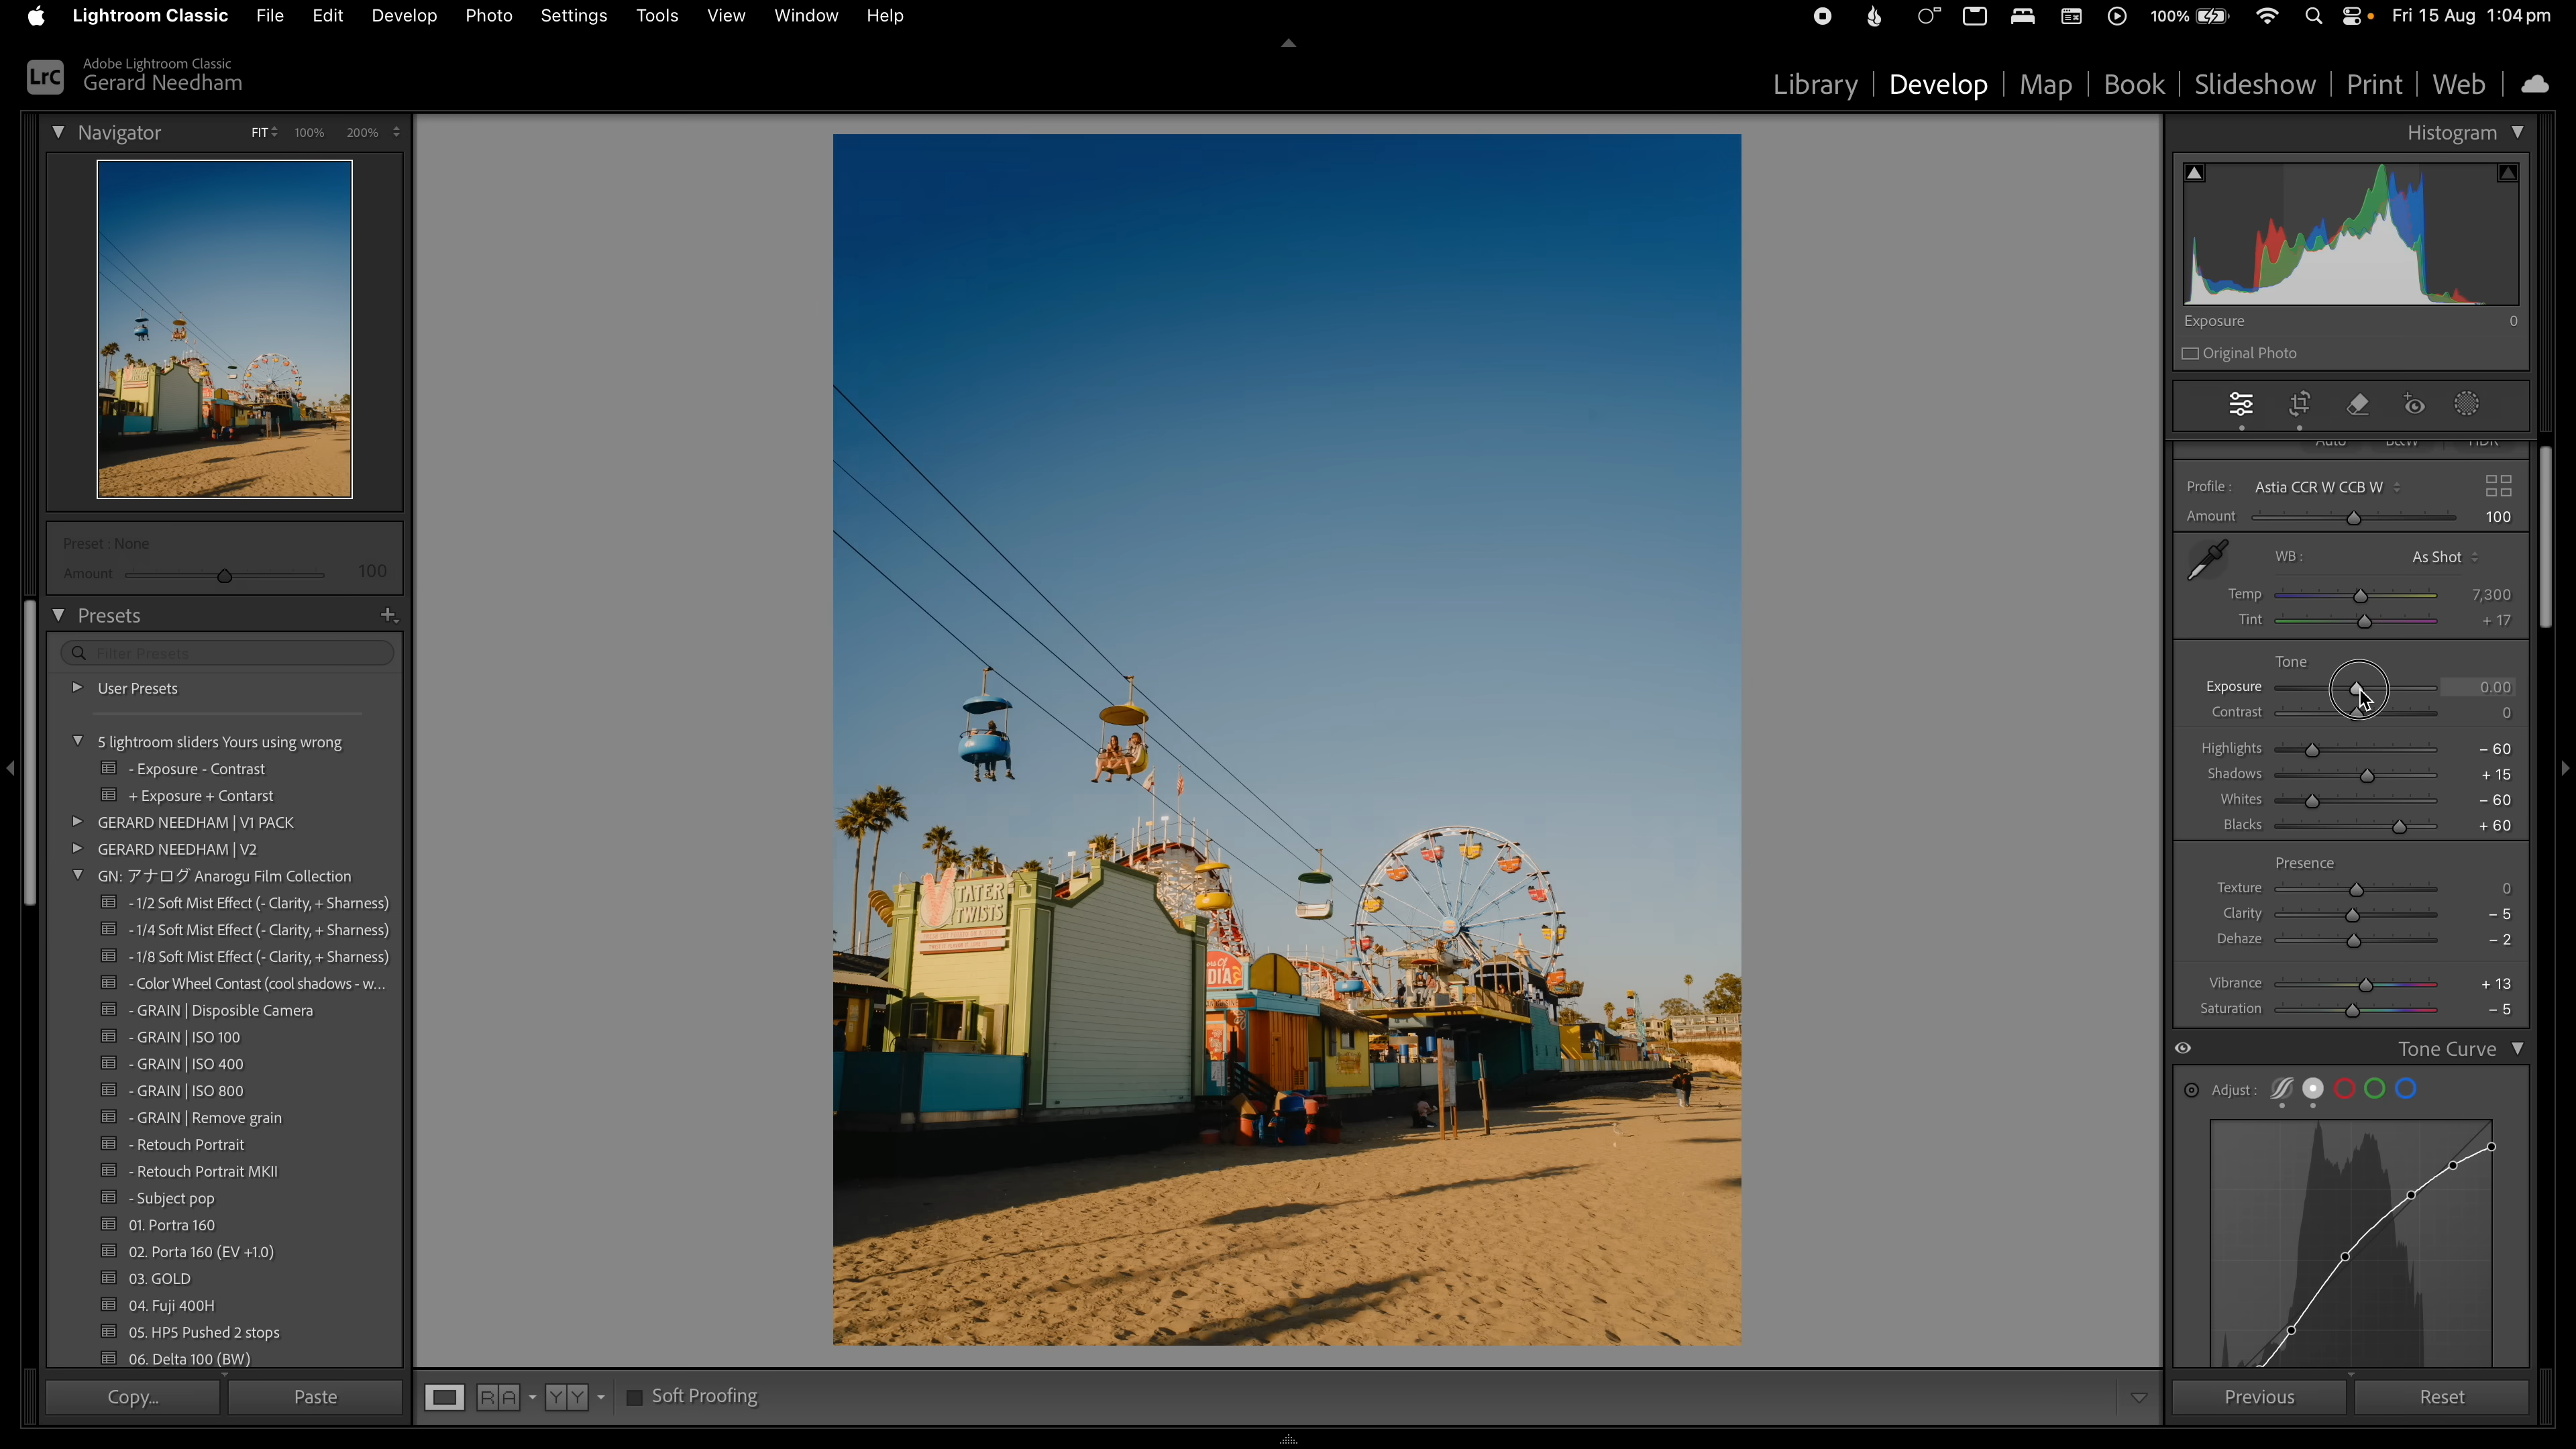 Lightroom Classic File Edit Develop Photo Settings Tools View Window Help 100% Fri 15 Aug 1:04 pm
LrC
Adobe Lightroom Classic
Gerard Needham
Library Develop Map Book Slideshow Print Web
Navigator FIT 100% 200%
Preset : None
Amount 100
Presets
Filter Presets
User Presets
5 lightroom sliders Yours using wrong
- Exposure - Contrast
+ Exposure + Contarst
GERARD NEEDHAM | V1 PACK
GERARD NEEDHAM | V2
GN: アナログ Anarogu Film Collection
- 1/2 Soft Mist Effect (- Clarity, + Sharness)
- 1/4 Soft Mist Effect (- Clarity, + Sharness)
- 1/8 Soft Mist Effect (- Clarity, + Sharness)
- Color Wheel Contast (cool shadows - w...
- GRAIN | Disposible Camera
- GRAIN | ISO 100
- GRAIN | ISO 400
- GRAIN | ISO 800
- GRAIN | Remove grain
- Retouch Portrait
- Retouch Portrait MKII
- Subject pop
01. Portra 160
02. Porta 160 (EV +1.0)
03. GOLD
04. Fuji 400H
05. HP5 Pushed 2 stops
06. Delta 100 (BW)
Copy... Paste
TATER
TWISTS
DIA
R A Y Y Soft Proofing
Histogram
Exposure 0
Original Photo
Auto B&W HDR
Profile : Astia CCR W CCB W
Amount 100
WB : As Shot
Temp 7,300
Tint + 17
Tone
Exposure 0.00
Contrast 0
Highlights - 60
Shadows + 15
Whites - 60
Blacks + 60
Presence
Texture 0
Clarity - 5
Dehaze - 2
Vibrance + 13
Saturation - 5
Tone Curve
Adjust :
Previous Reset